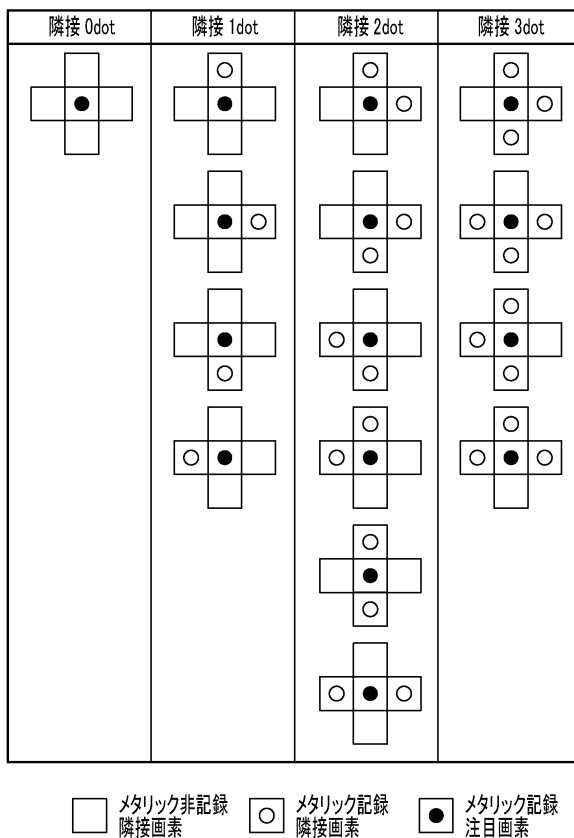 隣接 0dot
隣接 1dot
隣接 2dot
隣接 3dot
メタリック非記録
隣接画素
メタリック記録
隣接画素
メタリック記録
注目画素